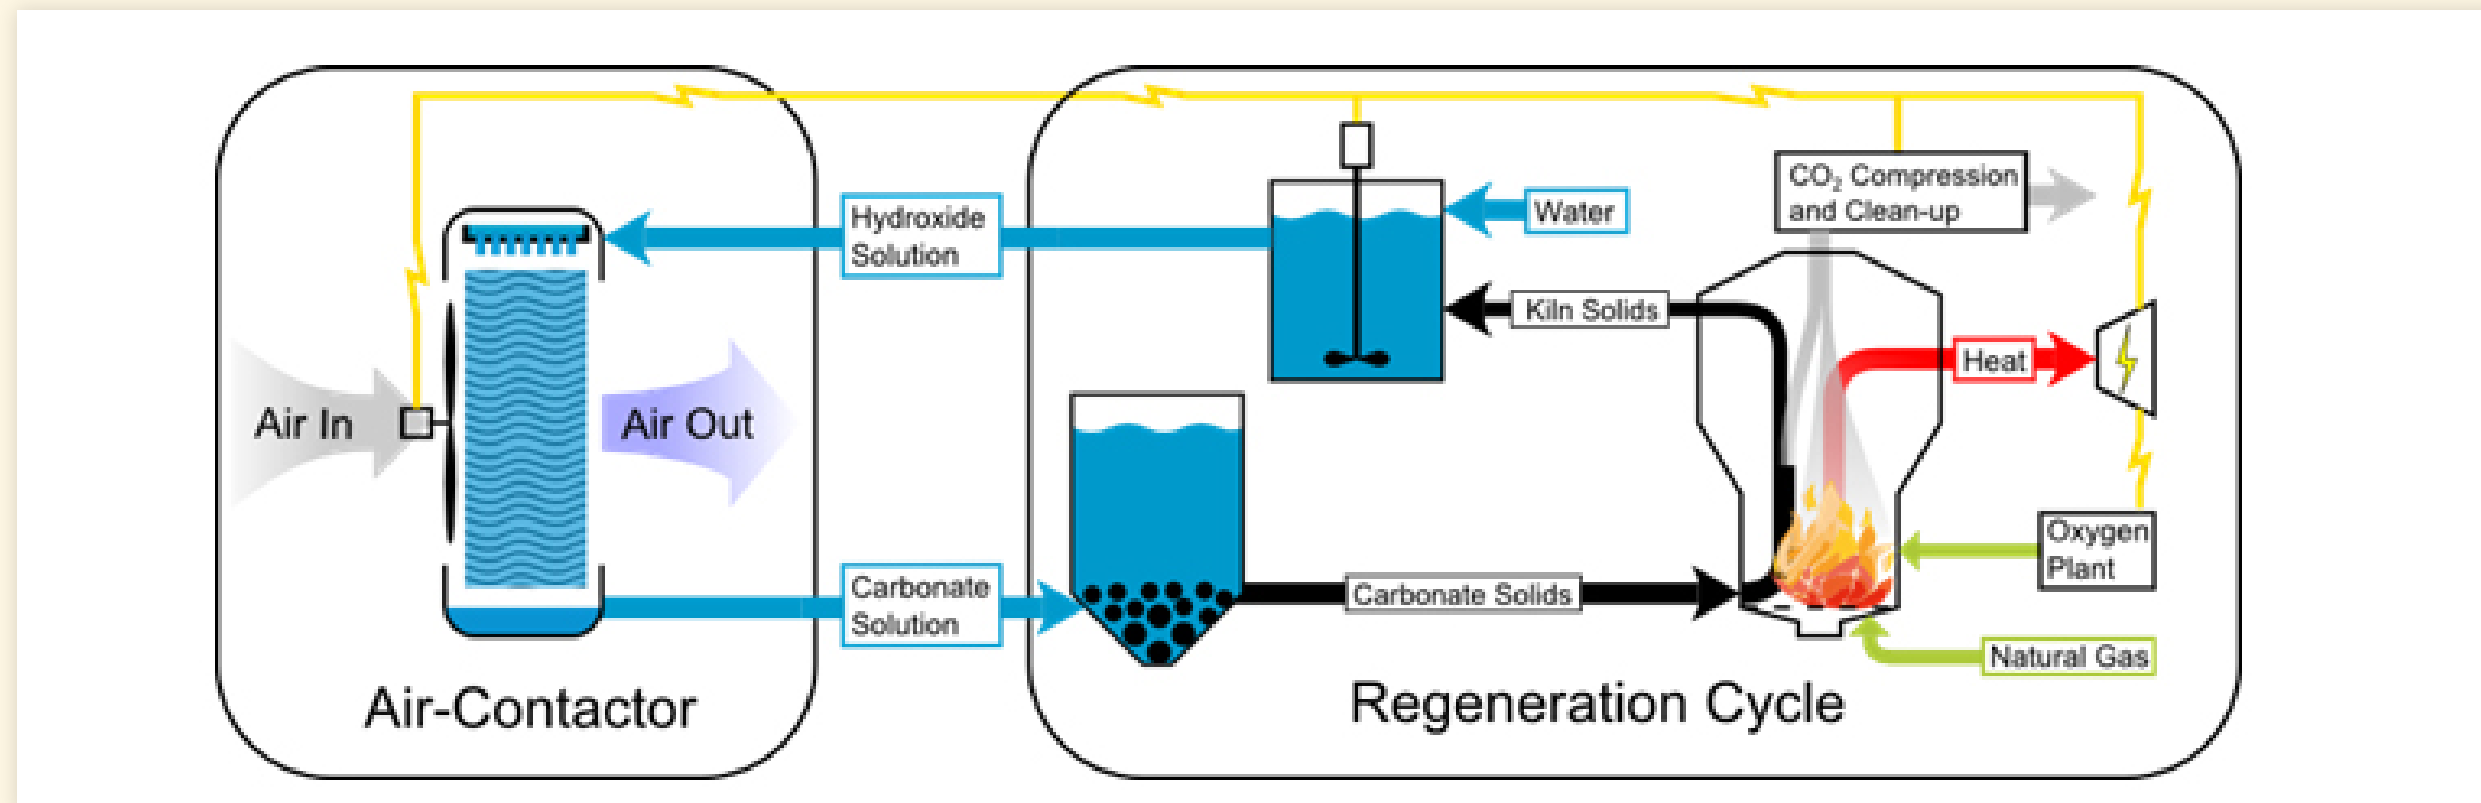 Hydroxide
Solution
Water
CO₂ Compression
and Clean-up
Kiln Solids
Heat
Air In
Air Out
Oxygen
Plant
Carbonate
Solution
Carbonate Solids
Natural Gas
Air-Contactor
Regeneration Cycle